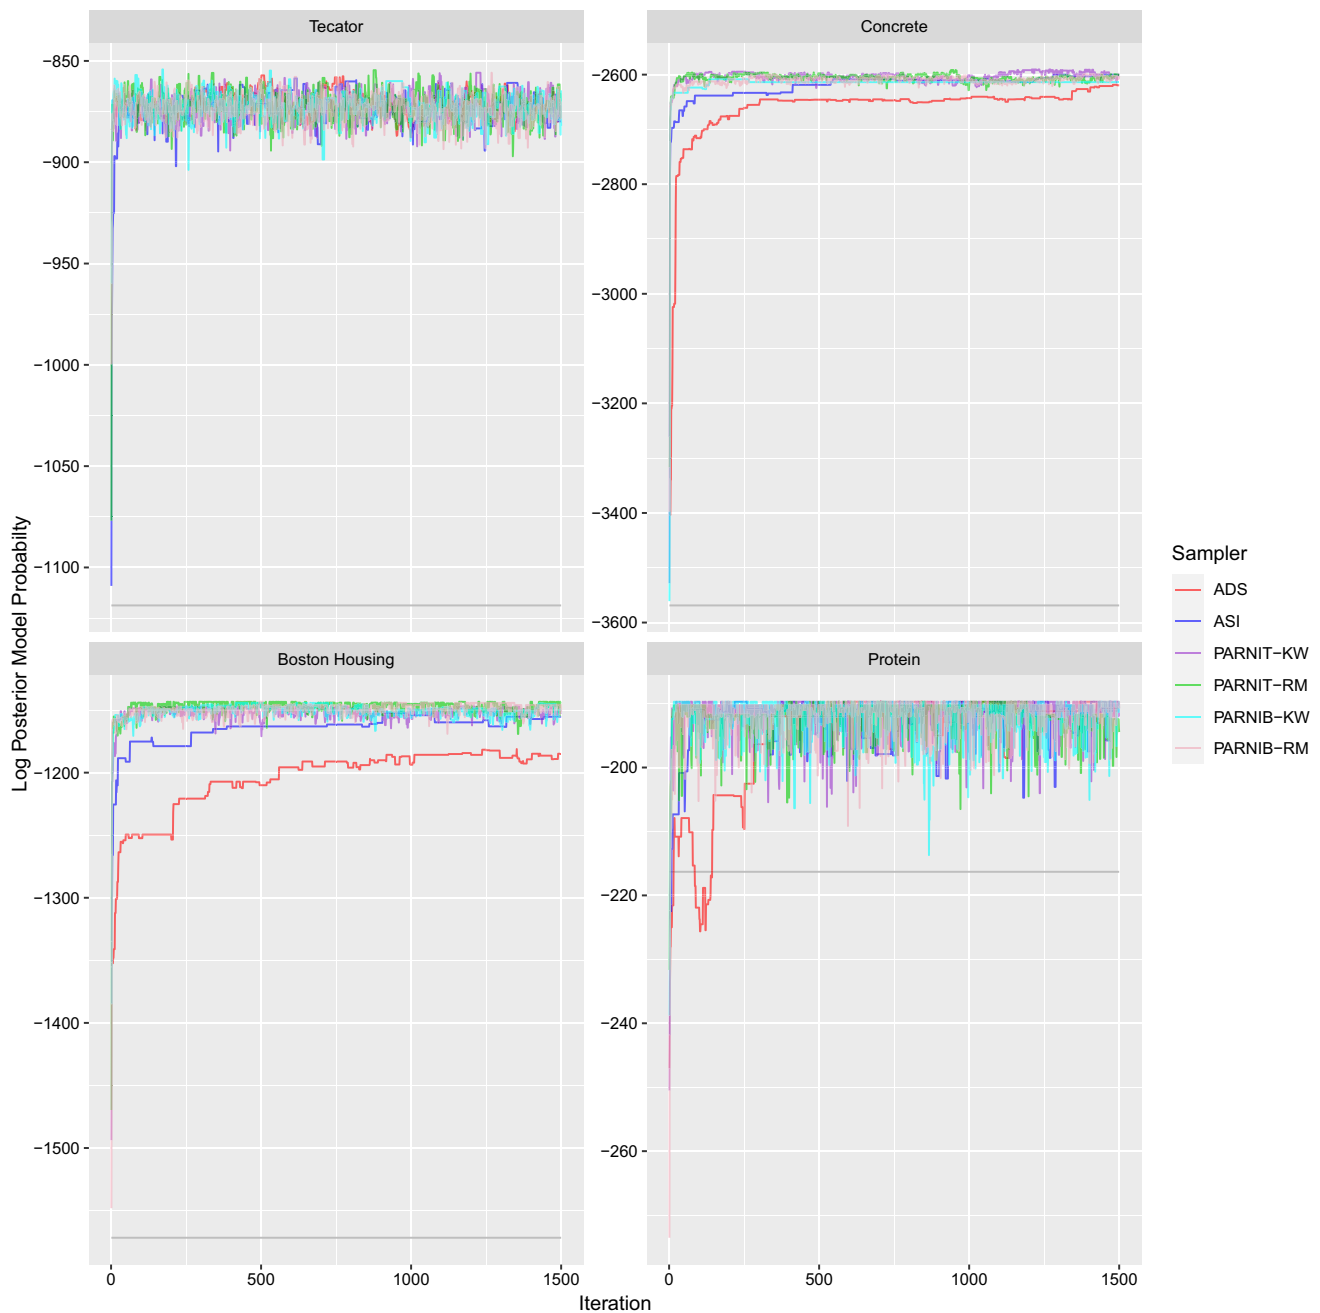 Tecator
Concrete
−850
−900
−950
−1000
−1050
−1100
−2600
−2800
−3000
−3200
−3400
−3600
Log Posterior Model Probabilty
Boston Housing
Protein
−1200
−1300
−1400
−1500
−200
−220
−240
−260
0
500
1000
1500
0
500
1000
1500
Iteration
Sampler
ADS
ASI
PARNIT−KW
PARNIT−RM
PARNIB−KW
PARNIB−RM